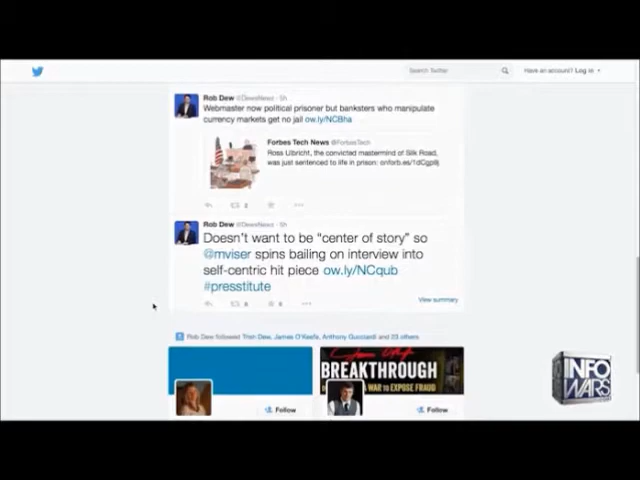 Search Twitter
Have an account? Log in
Rob Dew @DewsNews · 5h
Webmaster now political prisoner but banksters who manipulate
currency markets get no jail ow.ly/NCBha
Forbes Tech News @ForbesTech
Ross Ulbricht, the convicted mastermind of Silk Road,
was just sentenced to life in prison: onforb.es/1dCgp9j
Rob Dew @DewsNews · 5h
Doesn't want to be "center of story" so
@mviser spins bailing on interview into
self-centric hit piece ow.ly/NCqub
#presstitute
View summary
Rob Dew followed Trish Dew, James O'Keefe, Anthony Gucciardi and 23 others
BREAKTHROUGH
WAR TO EXPOSE FRAUD
Follow
Follow
INFO
WARS